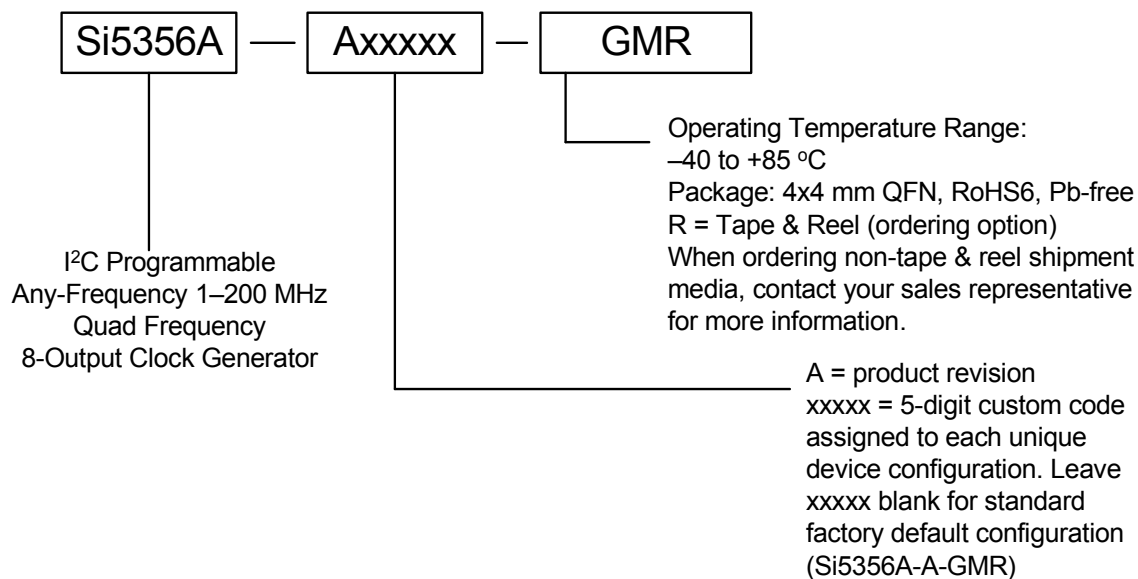 Si5356A — Axxxxx — GMR
Operating Temperature Range:
–40 to +85 ºC
Package: 4x4 mm QFN, RoHS6, Pb-free
R = Tape & Reel (ordering option)
When ordering non-tape & reel shipment
media, contact your sales representative
for more information.
I²C Programmable
Any-Frequency 1–200 MHz
Quad Frequency
8-Output Clock Generator
A = product revision
xxxxx = 5-digit custom code
assigned to each unique
device configuration. Leave
xxxxx blank for standard
factory default configuration
(Si5356A-A-GMR)